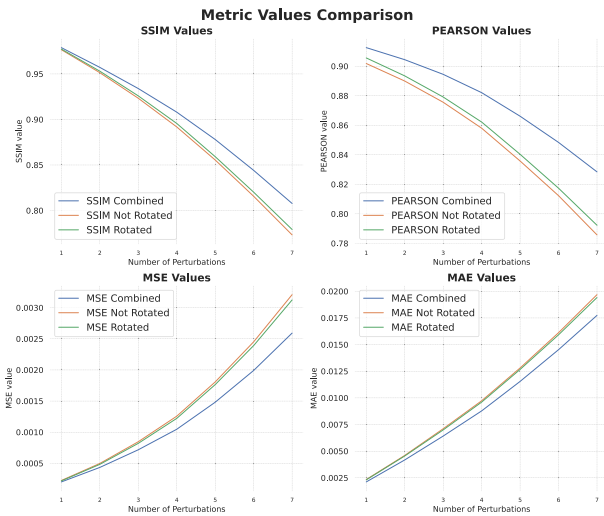 Metric Values Comparison
SSIM Values
0.95
0.90
0.85
0.80
SSIM value
SSIM Combined
SSIM Not Rotated
SSIM Rotated
1 2 3 4 5 6 7
Number of Perturbations
PEARSON Values
0.90
0.88
0.86
0.84
0.82
0.80
0.78
PEARSON value
PEARSON Combined
PEARSON Not Rotated
PEARSON Rotated
1 2 3 4 5 6 7
Number of Perturbations
MSE Values
0.0030
0.0025
0.0020
0.0015
0.0010
0.0005
MSE value
MSE Combined
MSE Not Rotated
MSE Rotated
1 2 3 4 5 6 7
Number of Perturbations
MAE Values
0.0200
0.0175
0.0150
0.0125
0.0100
0.0075
0.0050
0.0025
MAE value
MAE Combined
MAE Not Rotated
MAE Rotated
1 2 3 4 5 6 7
Number of Perturbations